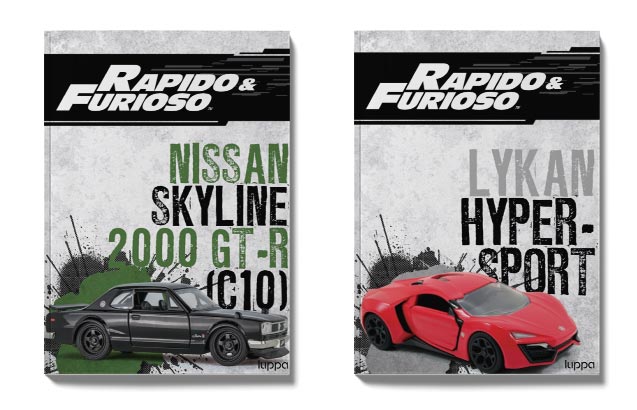 RAPIDO &
FURIOSO
NISSAN
SKYLINE
2000 GT-R
(C10)
luppa
RAPIDO &
FURIOSO
LYKAN
HYPER-
SPORT
luppa